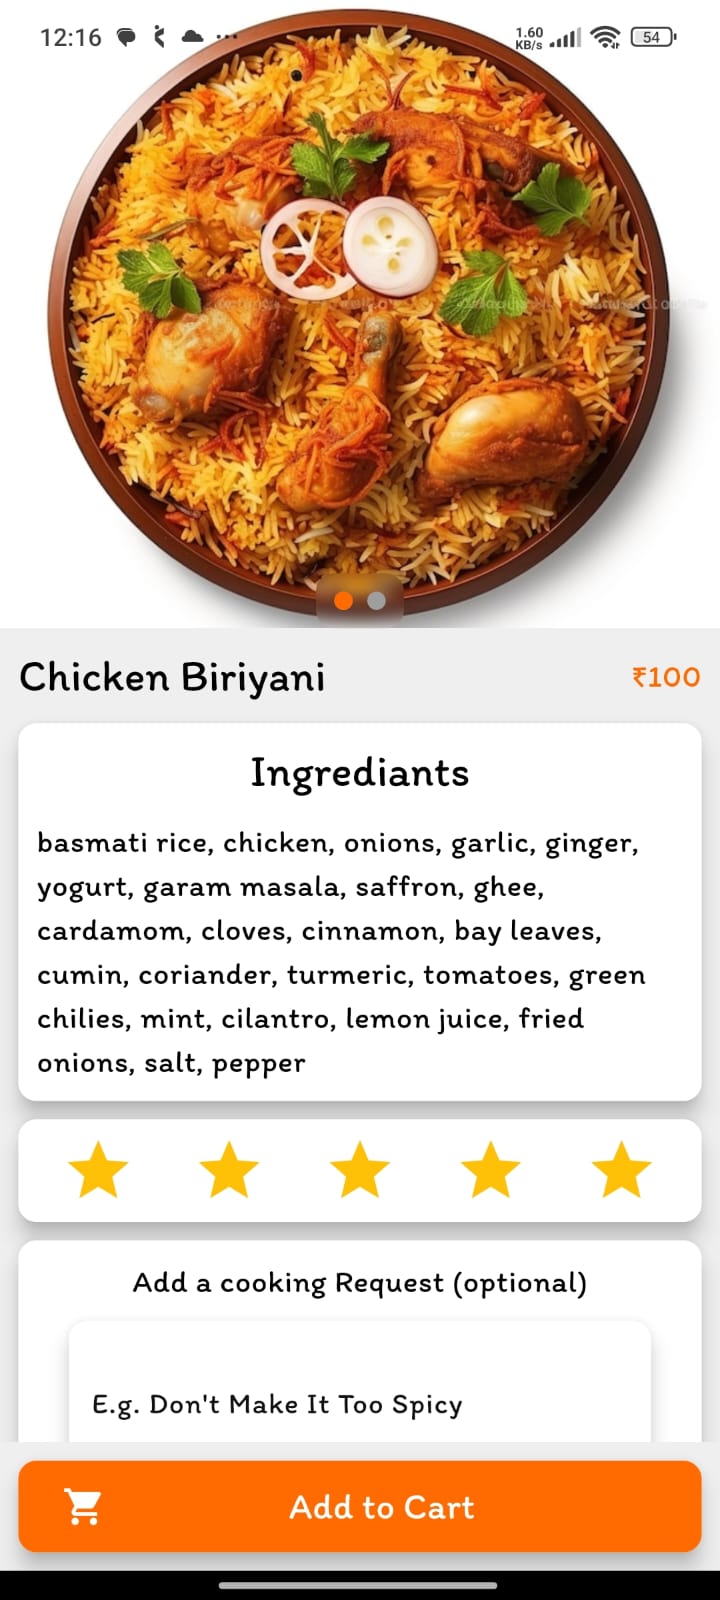 12:16
1.60
KB/s
54
Chicken Biriyani
₹100
Ingrediants
basmati rice, chicken, onions, garlic, ginger,
yogurt, garam masala, saffron, ghee,
cardamom, cloves, cinnamon, bay leaves,
cumin, coriander, turmeric, tomatoes, green
chilies, mint, cilantro, lemon juice, fried
onions, salt, pepper
Add a cooking Request (optional)
E.g. Don't Make It Too Spicy
Add to Cart